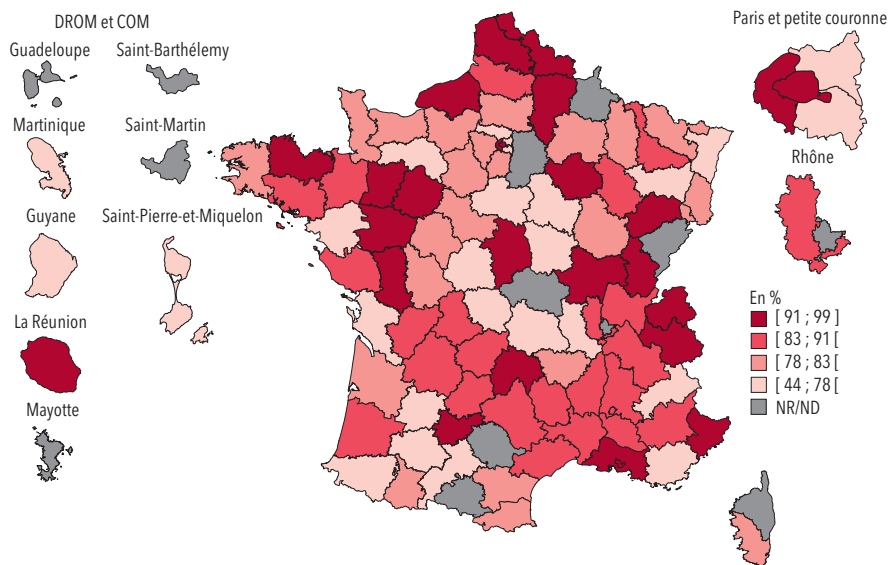 DROM et COM
Guadeloupe
Saint-Barthélemy
Martinique
Saint-Martin
Guyane
Saint-Pierre-et-Miquelon
La Réunion
Mayotte
Paris et petite couronne
Rhône
En %
[ 91 ; 99 ]
[ 83 ; 91 [
[ 78 ; 83 [
[ 44 ; 78 [
NR/ND